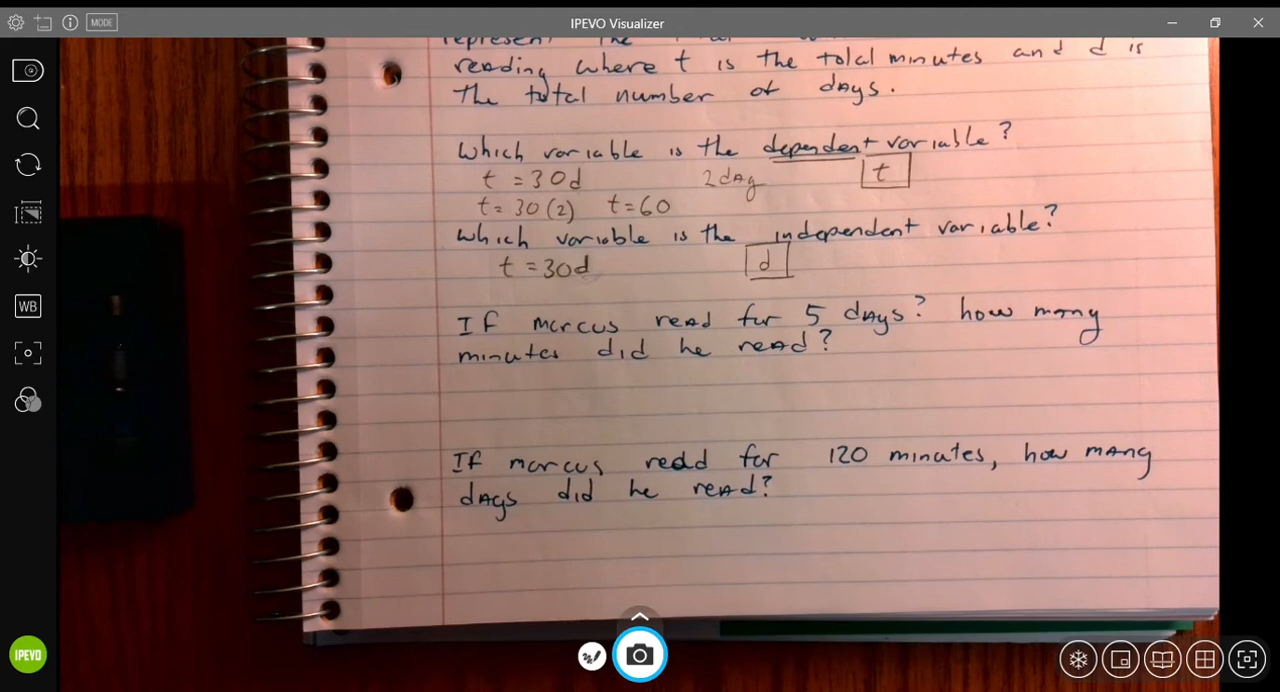 IPEVO Visualizer
MODE
WB
represent the
reading where t is the total minutes and d is
the total number of days.
Which variable is the dependent variable?
t = 30d 2 day t
t = 30(2) t = 60
Which variable is the independent variable?
t = 30d d
If marcus read for 5 days? how many
minutes did he read?
If marcus read for 120 minutes, how many
days did he read?
IPEVO